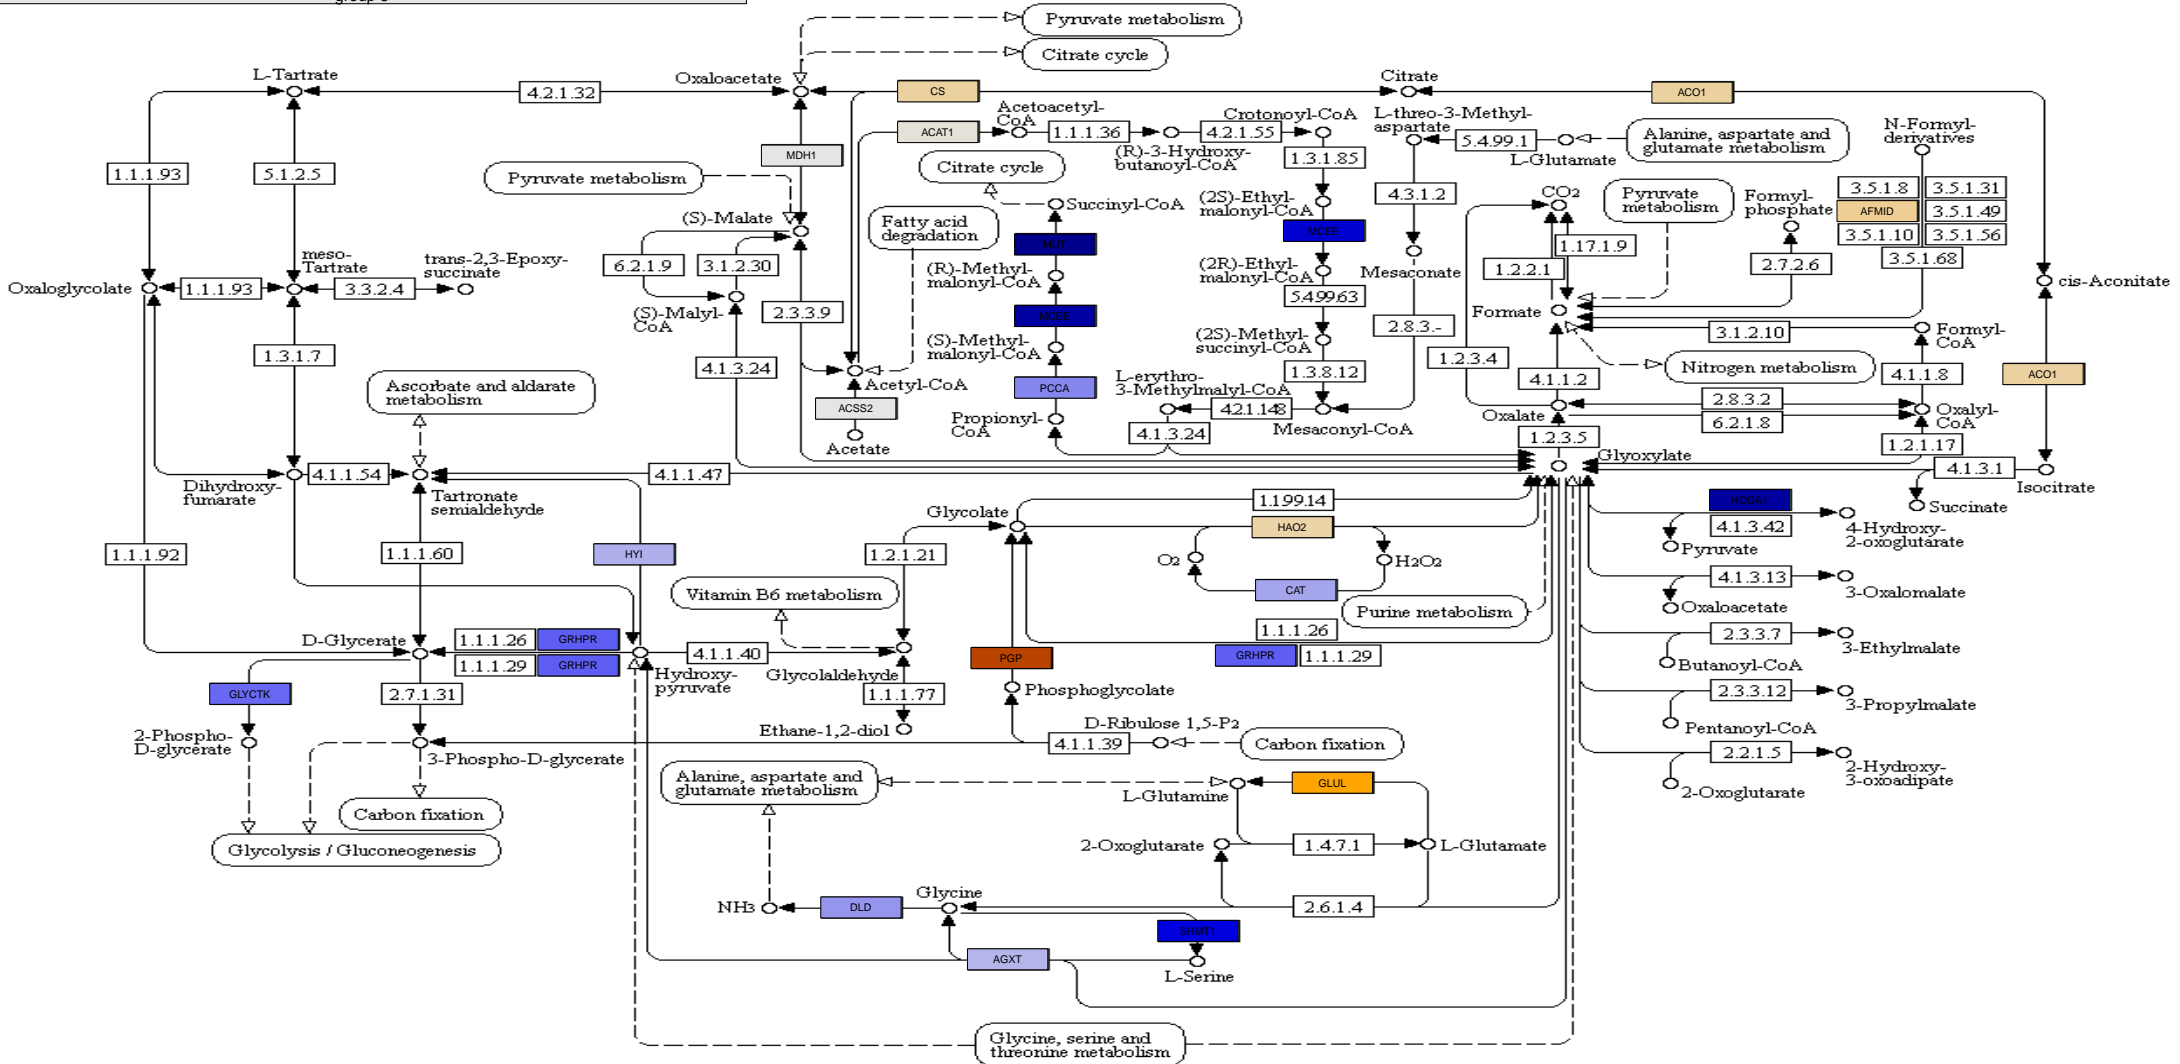 group 3
Pyruvate metabolism
Citrate cycle
L-Tartrate
4.2.1.32
Oxaloacetate
CS
Citrate
ACO1
ACAT1
Acetoacetyl-
CoA
1.1.1.36
4.2.1.55
Crotonoyl-CoA
(R)-3-Hydroxy-
butanoyl-CoA
1.3.1.85
L-threo-3-Methyl-
aspartate
5.4.99.1
L-Glutamate
Alanine, aspartate and
glutamate metabolism
N-Formyl-
derivatives
1.1.1.93
5.1.2.5
MDH1
Pyruvate metabolism
Citrate cycle
Succinyl-CoA
(2S)-Ethyl-
malonyl-CoA
4.3.1.2
CO2
Pyruvate
metabolism
Formyl-
phosphate
3.5.1.8
3.5.1.31
AFMID
3.5.1.49
3.5.1.10
3.5.1.56
3.5.1.68
(S)-Malate
Fatty acid
degradation
MUT
MCEE
1.17.1.9
1.2.2.1
2.7.2.6
6.2.1.9
3.1.2.30
meso-
Tartrate
trans-2,3-Epoxy-
succinate
(R)-Methyl-
malonyl-CoA
(2R)-Ethyl-
malonyl-CoA
Mesaconate
Oxaloglycolate
1.1.1.93
3.3.2.4
(S)-Malyl-
CoA
2.3.3.9
MCEE
5.4.99.63
2.8.3.-
Formate
cis-Aconitate
1.3.1.7
4.1.3.24
(S)-Methyl-
malonyl-CoA
(2S)-Methyl-
succinyl-CoA
1.2.3.4
3.1.2.10
Formyl-
CoA
Nitrogen metabolism
Ascorbate and aldarate
metabolism
Acetyl-CoA
PCCA
L-erythro-
3-Methylmalyl-CoA
1.3.8.12
4.1.1.2
4.1.1.8
ACO1
ACSS2
Acetate
Propionyl-
CoA
4.2.1.148
4.1.3.24
Mesaconyl-CoA
Oxalate
2.8.3.2
6.2.1.8
Oxalyl-
CoA
1.2.3.5
1.2.1.17
Glyoxylate
4.1.3.1
Isocitrate
Succinate
Dihydroxy-
fumarate
4.1.1.54
Tartronate
semialdehyde
4.1.1.47
Glycolate
1.1.99.14
HAO2
O2
H2O2
CAT
HOGA1
4.1.3.42
Pyruvate
4-Hydroxy-
2-oxoglutarate
1.1.1.92
1.1.1.60
HYI
1.2.1.21
4.1.3.13
Oxaloacetate
3-Oxalomalate
Vitamin B6 metabolism
Purine metabolism
D-Glycerate
1.1.1.26
GRHPR
1.1.1.29
GRHPR
4.1.1.40
Hydroxy-
pyruvate
Glycolaldehyde
PGP
1.1.1.26
GRHPR
1.1.1.29
2.3.3.7
Butanoyl-CoA
3-Ethylmalate
GLYCTK
2.7.1.31
1.1.1.77
Phosphoglycolate
2.3.3.12
Pentanoyl-CoA
3-Propylmalate
2-Phospho-
D-glycerate
3-Phospho-D-glycerate
Ethane-1,2-diol
D-Ribulose 1,5-P2
4.1.1.39
Carbon fixation
2.2.1.5
2-Oxoglutarate
2-Hydroxy-
3-oxoadipate
Carbon fixation
Glycolysis / Gluconeogenesis
Alanine, aspartate and
glutamate metabolism
L-Glutamine
GLUL
2-Oxoglutarate
1.4.7.1
L-Glutamate
NH3
DLD
Glycine
2.6.1.4
SHMT1
AGXT
L-Serine
Glycine, serine and
threonine metabolism